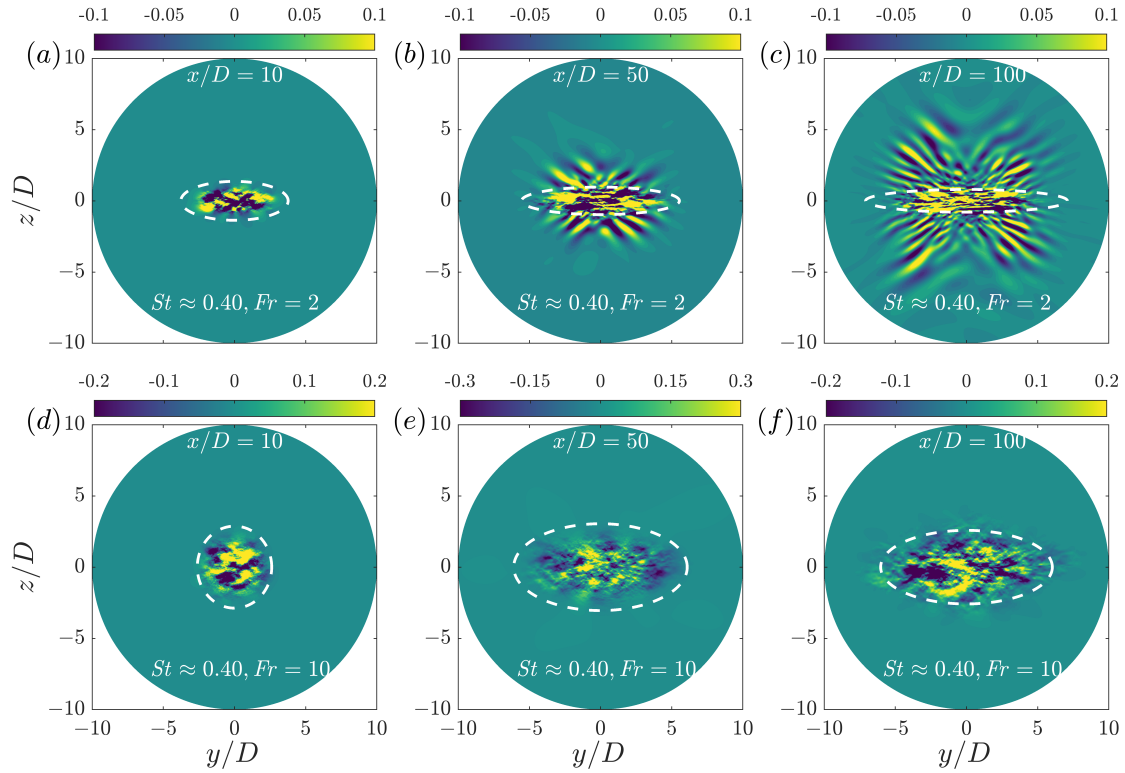 -0.1 -0.05 0 0.05 0.1
-0.1 -0.05 0 0.05 0.1
-0.1 -0.05 0 0.05 0.1
(a)
(b)
(c)
x/D = 10
x/D = 50
x/D = 100
z/D
10
5
0
−5
−10
10
5
0
−5
−10
10
5
0
−5
−10
St ≈ 0.40, Fr = 2
St ≈ 0.40, Fr = 2
St ≈ 0.40, Fr = 2
-0.2 -0.1 0 0.1 0.2
-0.3 -0.15 0 0.15 0.3
-0.2 -0.1 0 0.1 0.2
(d)
(e)
(f)
x/D = 10
x/D = 50
x/D = 100
z/D
10
5
0
−5
−10
10
5
0
−5
−10
10
5
0
−5
−10
St ≈ 0.40, Fr = 10
St ≈ 0.40, Fr = 10
St ≈ 0.40, Fr = 10
−10 −5 0 5 10
−10 −5 0 5 10
−10 −5 0 5 10
y/D
y/D
y/D